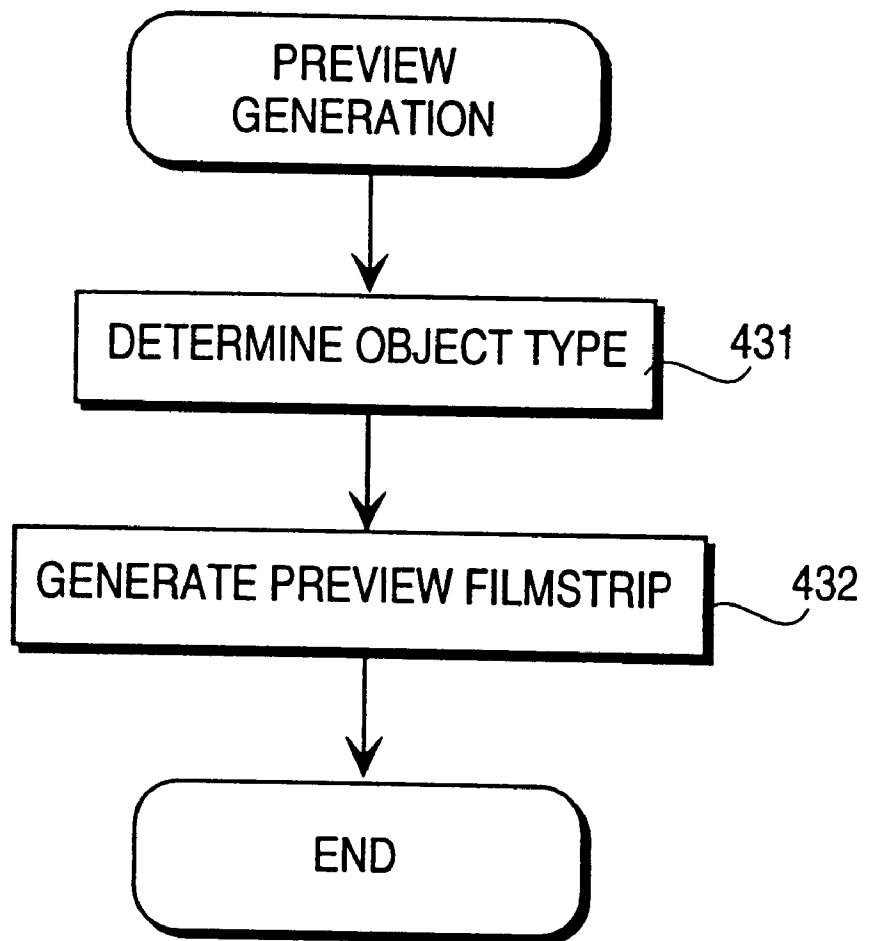 PREVIEW
GENERATION
DETERMINE OBJECT TYPE
431
GENERATE PREVIEW FILMSTRIP
432
END